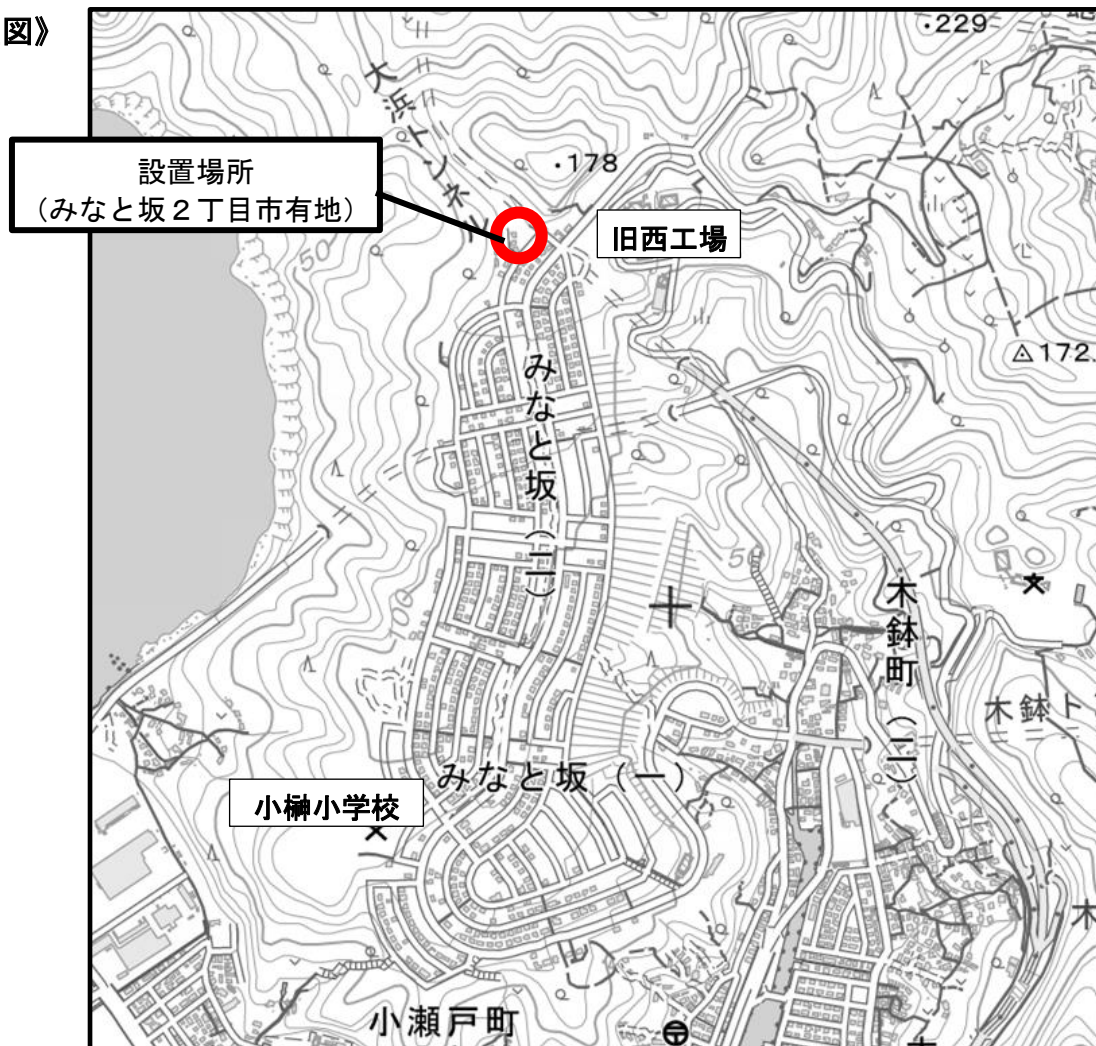 図》
・229
大浜トンネル
設置場所
（みなと坂２丁目市有地）
・178
旧西工場
50
172
みなと坂（二）
50
木鉢町（二）
木鉢ト
みなと坂（一）
小榊小学校
木
小瀬戸町